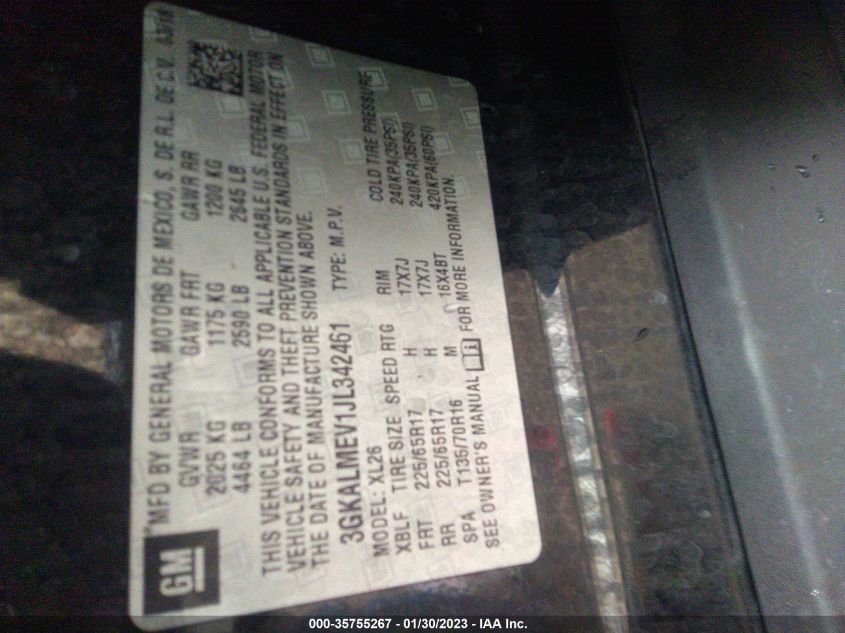 GM
*MFD BY GENERAL MOTORS DE MEXICO, S. DE R.L. DE C.V. 03/18
GVWR GAWR FRT GAWR RR
2025 KG 1175 KG 1200 KG
4464 LB 2590 LB 2645 LB
THIS VEHICLE CONFORMS TO ALL APPLICABLE U.S. FEDERAL MOTOR
VEHICLE SAFETY AND THEFT PREVENTION STANDARDS IN EFFECT ON
THE DATE OF MANUFACTURE SHOWN ABOVE.
3GKALMEV1JL342461 TYPE: M.P.V.
MODEL: XL26
XBLF TIRE SIZE SPEED RTG RIM COLD TIRE PRESSURE
FRT 225/65R17 H 17X7J 240KPA(35PSI)
RR 225/65R17 H 17X7J 240KPA(35PSI)
SPA T135/70R16 M 16X4BT 420KPA(60PSI)
SEE OWNER'S MANUAL i FOR MORE INFORMATION.
000-35755267 - 01/30/2023 - IAA Inc.